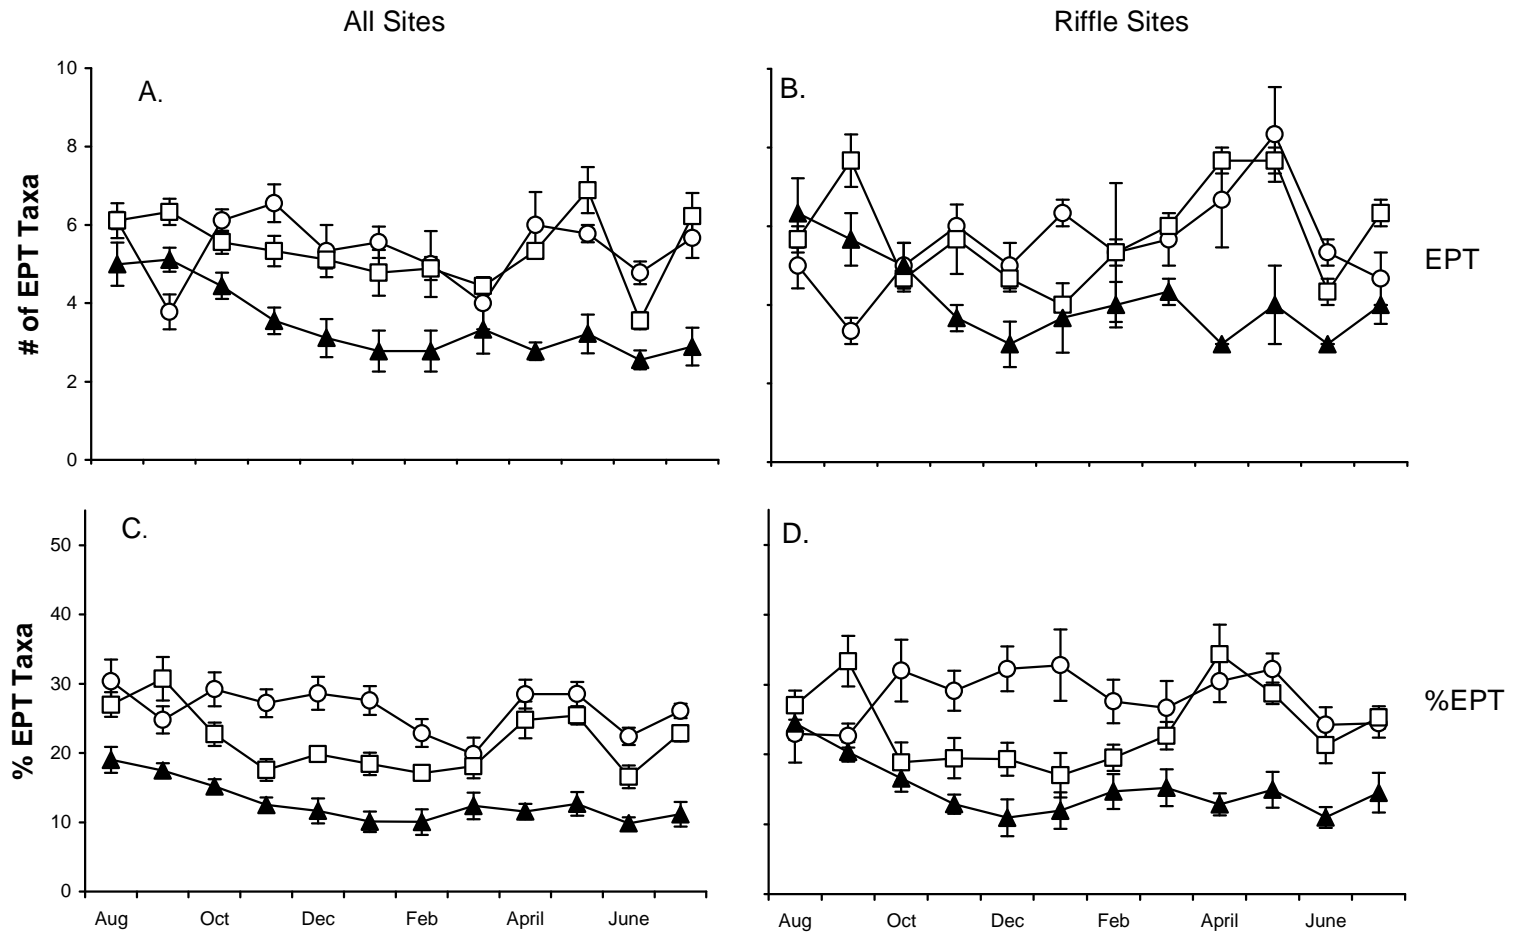 All Sites
Riffle Sites
A.
B.
10
8
6
4
2
0
# of EPT Taxa
EPT
C.
D.
50
40
30
20
10
0
% EPT Taxa
%EPT
Aug Oct Dec Feb April June
Aug Oct Dec Feb April June